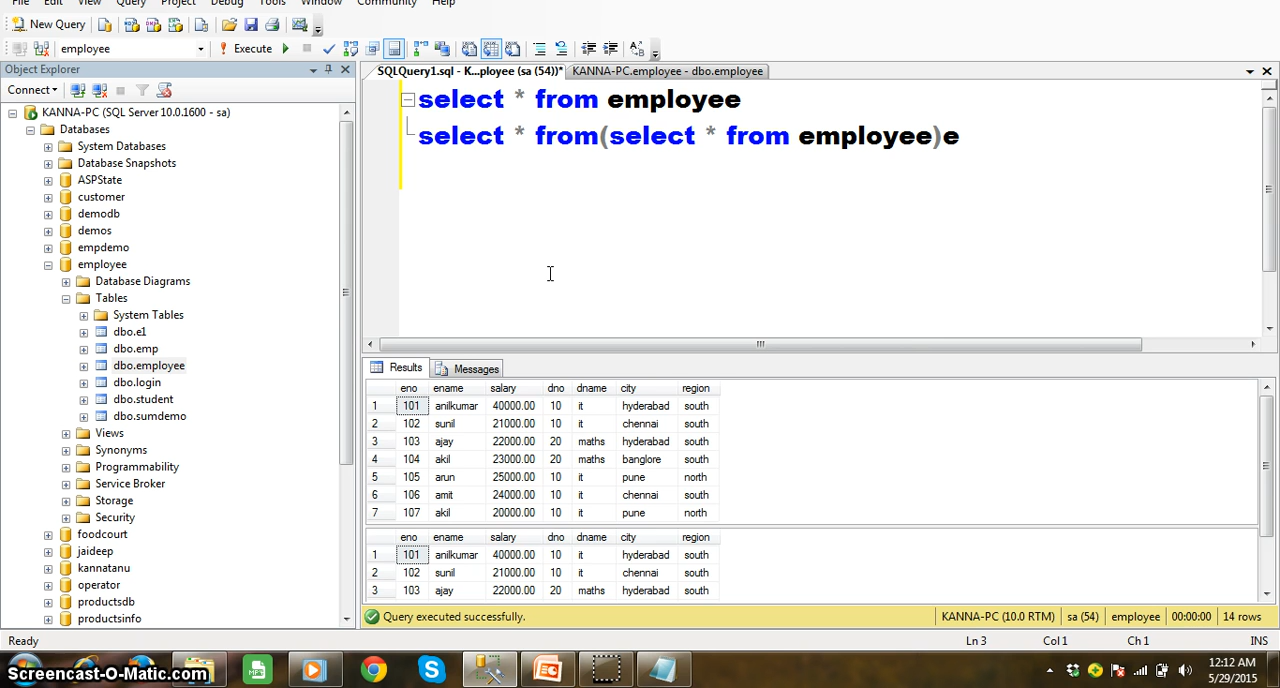 File Edit View Query Project Debug Tools Window Community Help
New Query
employee Execute
Object Explorer
Connect
KANNA-PC (SQL Server 10.0.1600 - sa)
Databases
System Databases
Database Snapshots
ASPState
customer
demodb
demos
empdemo
employee
Database Diagrams
Tables
System Tables
dbo.e1
dbo.emp
dbo.employee
dbo.login
dbo.student
dbo.sumdemo
Views
Synonyms
Programmability
Service Broker
Storage
Security
foodcourt
jaideep
kannatanu
operator
productsdb
productsinfo
SQLQuery1.sql - K...ployee (sa (54))* KANNA-PC.employee - dbo.employee
select * from employee
select * from(select * from employee)e
Results Messages
eno ename salary dno dname city region
1 101 anilkumar 40000.00 10 it hyderabad south
2 102 sunil 21000.00 10 it chennai south
3 103 ajay 22000.00 20 maths hyderabad south
4 104 akil 23000.00 20 maths banglore south
5 105 arun 25000.00 10 it pune north
6 106 amit 24000.00 10 it chennai south
7 107 akil 20000.00 10 it pune north
eno ename salary dno dname city region
1 101 anilkumar 40000.00 10 it hyderabad south
2 102 sunil 21000.00 10 it chennai south
3 103 ajay 22000.00 20 maths hyderabad south
Query executed successfully. KANNA-PC (10.0 RTM) sa (54) employee 00:00:00 14 rows
Ready Ln 3 Col 1 Ch 1 INS
Screencast-O-Matic.com
12:12 AM
5/29/2015